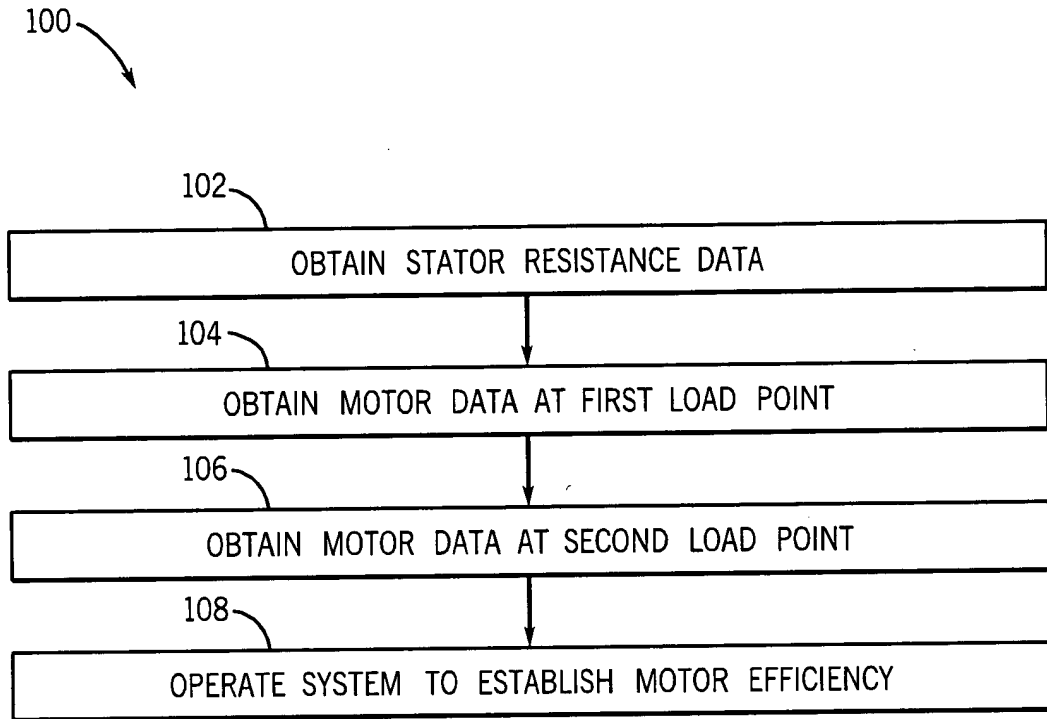 100
102
OBTAIN STATOR RESISTANCE DATA
104
OBTAIN MOTOR DATA AT FIRST LOAD POINT
106
OBTAIN MOTOR DATA AT SECOND LOAD POINT
108
OPERATE SYSTEM TO ESTABLISH MOTOR EFFICIENCY